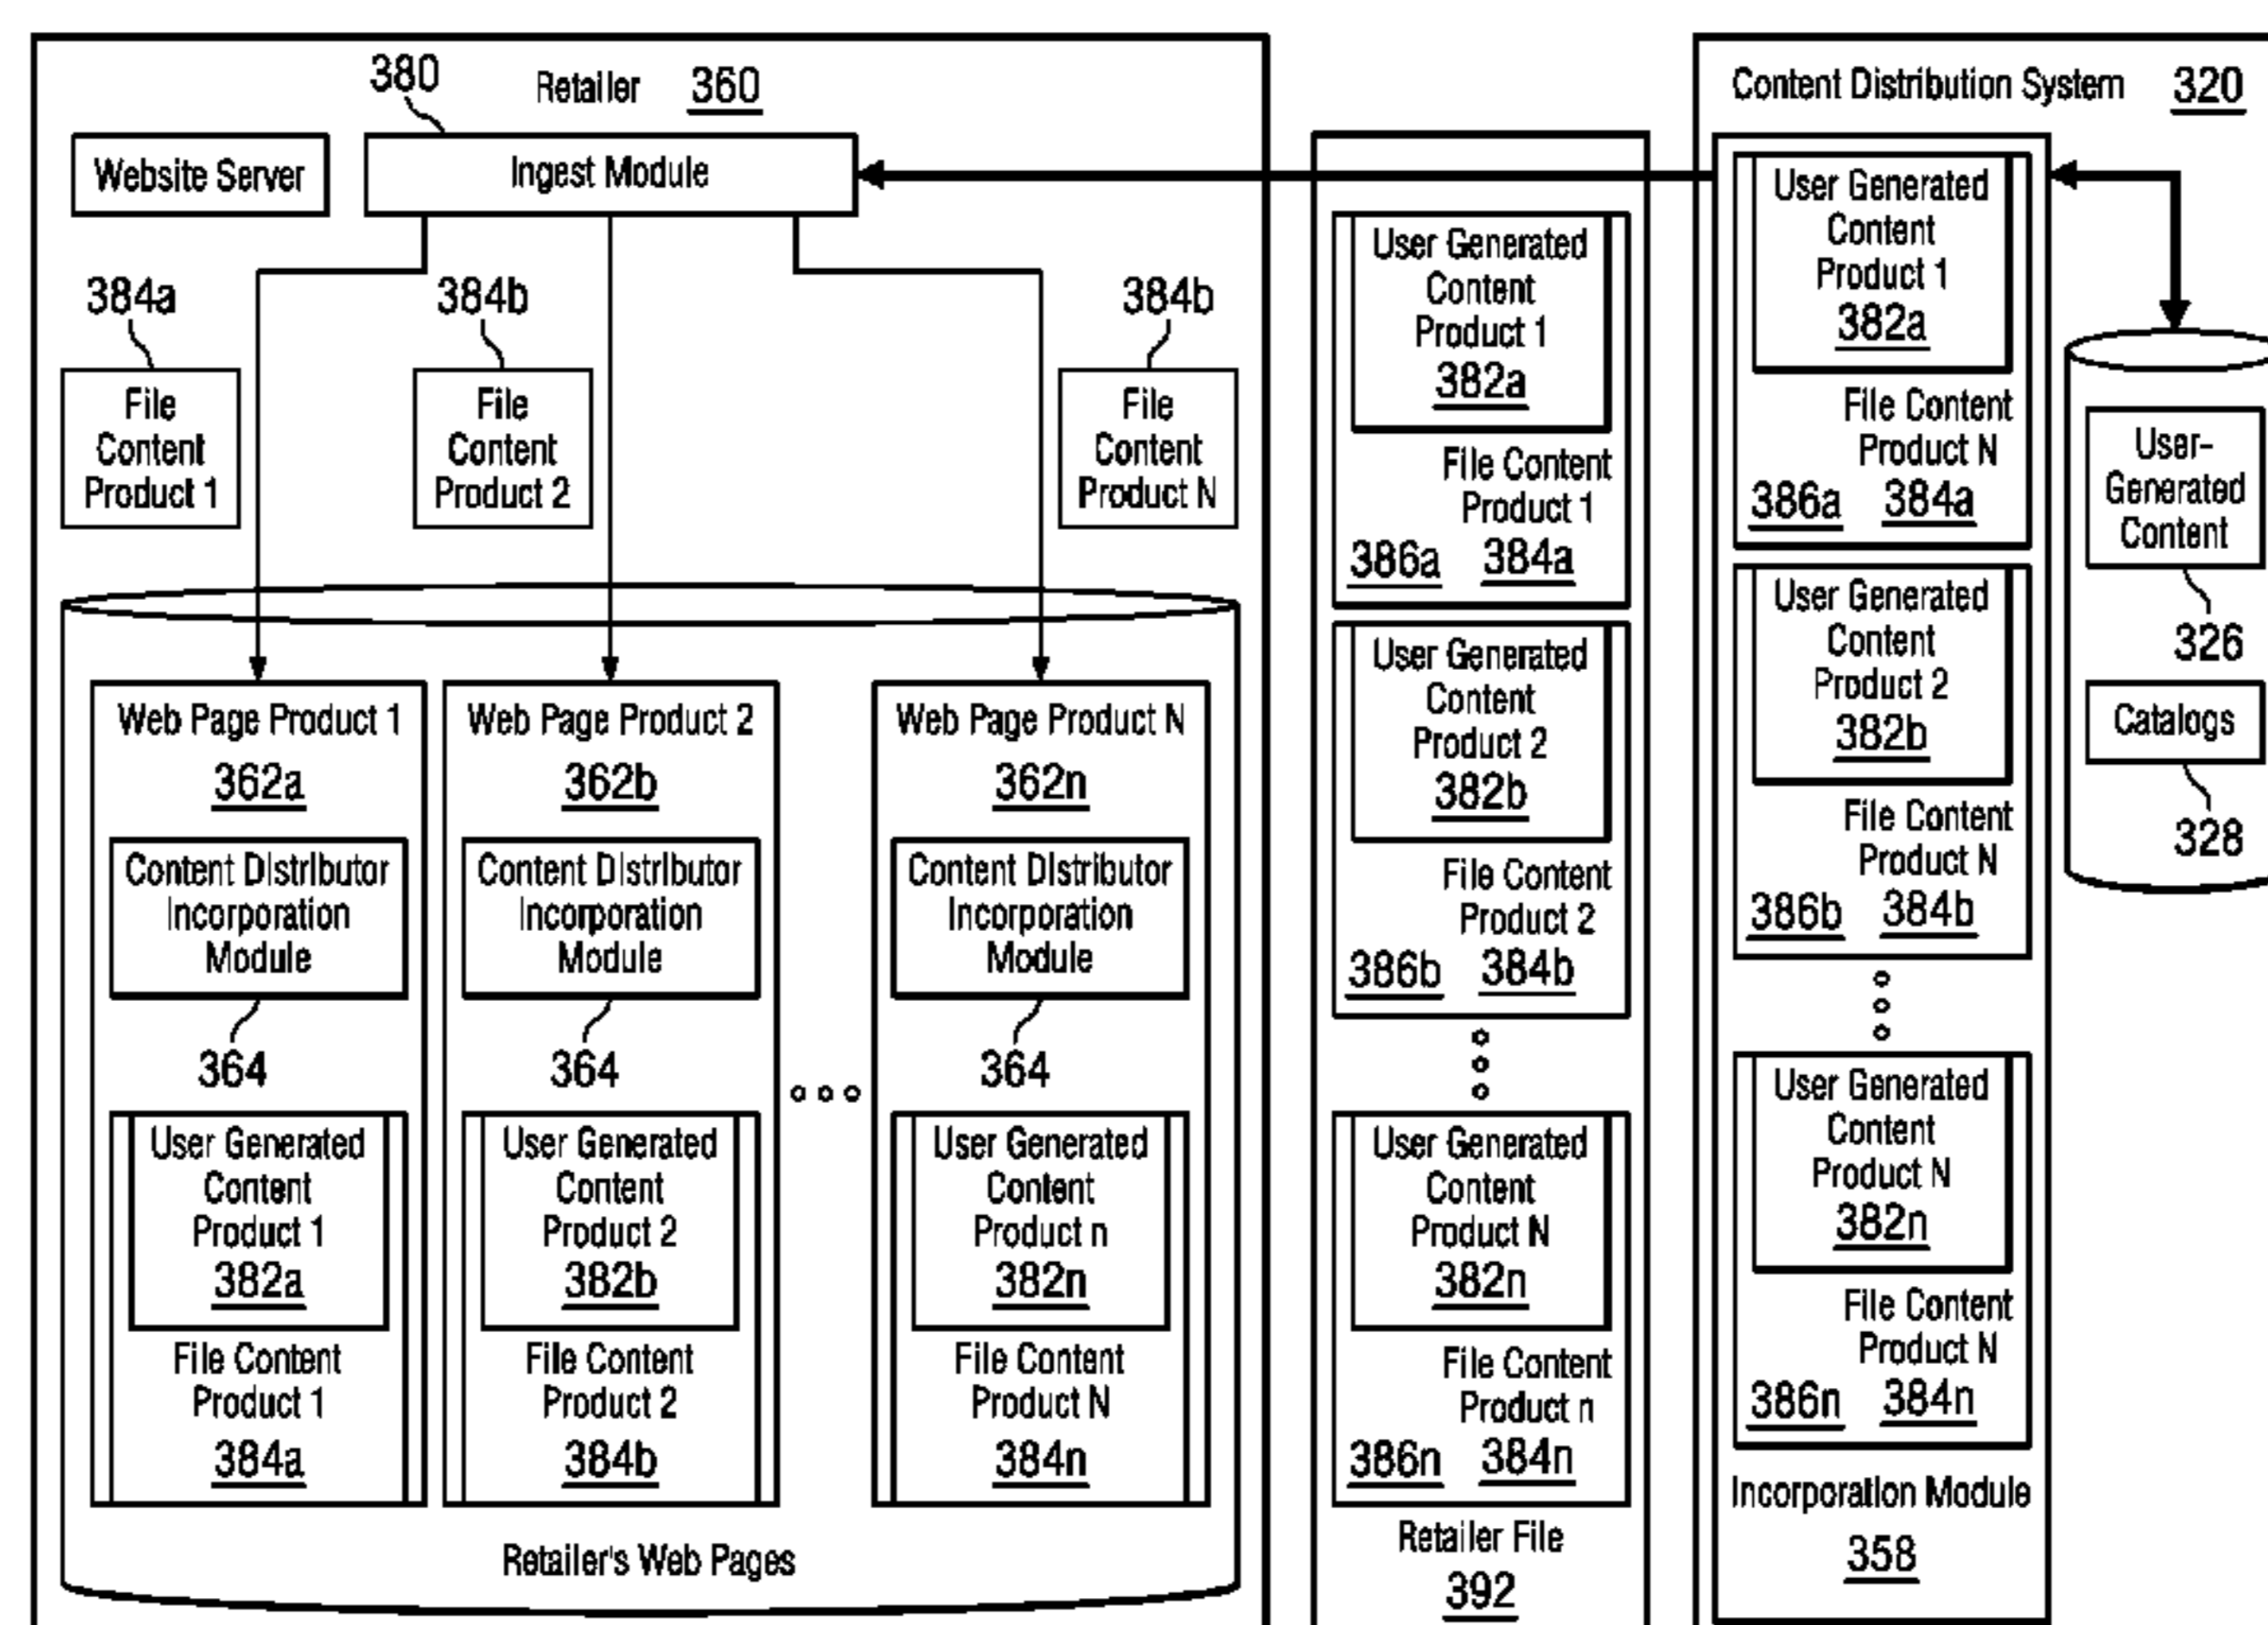 380
Retailer 360
Website Server
Ingest Module
384a
384b
384b
File
Content
Product 1
File
Content
Product 2
File
Content
Product N
Web Page Product 1
362a
Content Distributor
Incorporation
Module
364
User Generated
Content
Product 1
382a
File Content
Product 1
384a
Web Page Product 2
362b
Content Distributor
Incorporation
Module
364
User Generated
Content
Product 2
382b
File Content
Product 2
384b
Web Page Product N
362n
Content Distributor
Incorporation
Module
364
User Generated
Content
Product n
382n
File Content
Product N
384n
Retailer's Web Pages
User Generated
Content
Product 1
382a
File Content
Product 1
386a 384a
User Generated
Content
Product 2
382b
File Content
Product 2
386b 384b
User Generated
Content
Product N
382n
File Content
Product n
386n 384n
Retailer File
392
Content Distribution System 320
User Generated
Content
Product 1
382a
File Content
Product N
386a 384a
User Generated
Content
Product 2
382b
File Content
Product N
386b 384b
User Generated
Content
Product N
382n
File Content
Product N
386n 384n
Incorporation Module
358
User-
Generated
Content
326
Catalogs
328